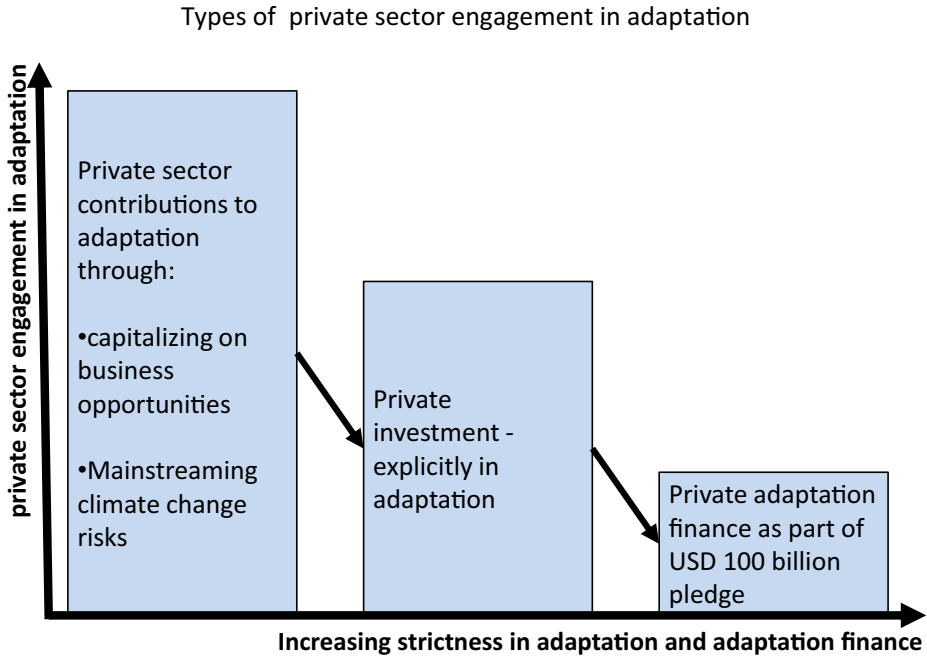 Types of  private sector engagement in adaptation
private sector engagement in adaptation
Private sector
contributions to
adaptation
through:
•capitalizing on
business
opportunities
•Mainstreaming
climate change
risks
Private
investment -
explicitly in
adaptation
Private adaptation
finance as part of
USD 100 billion
pledge
Increasing strictness in adaptation and adaptation finance